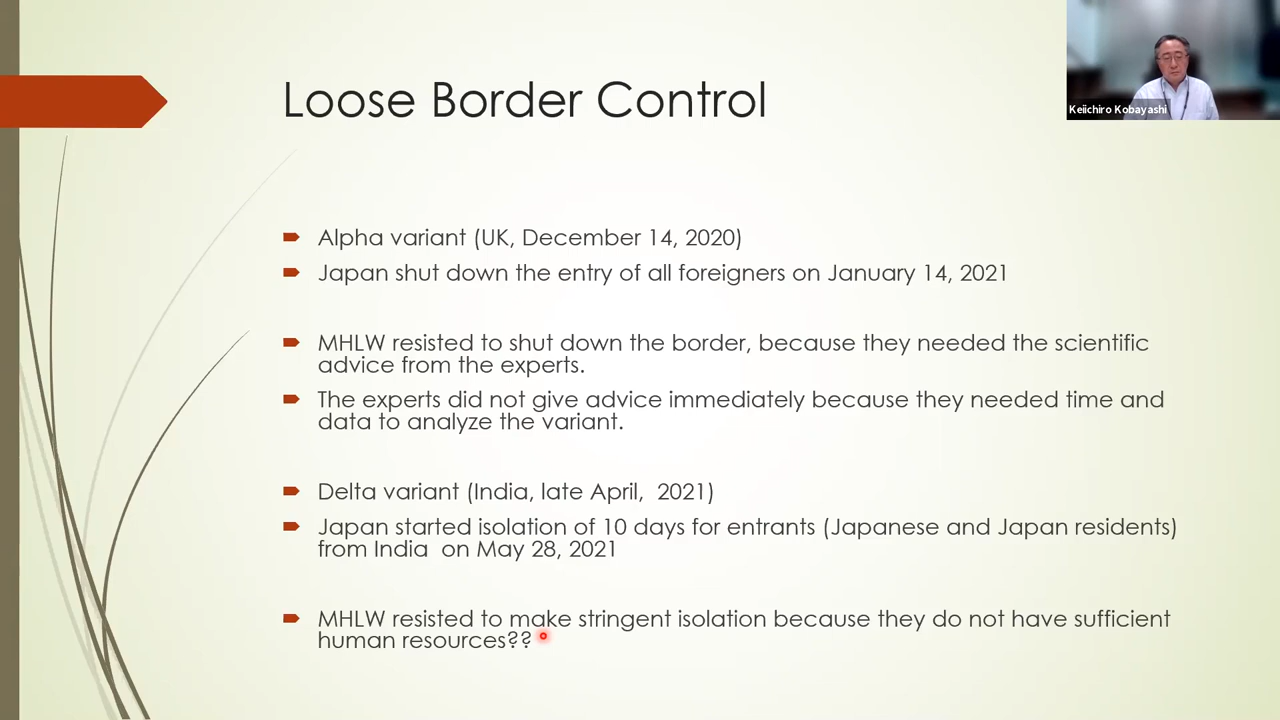 Loose Border Control
Keiichiro Kobayashi
Alpha variant (UK, December 14, 2020)
Japan shut down the entry of all foreigners on January 14, 2021
MHLW resisted to shut down the border, because they needed the scientific
advice from the experts.
The experts did not give advice immediately because they needed time and
data to analyze the variant.
Delta variant (India, late April,  2021)
Japan started isolation of 10 days for entrants (Japanese and Japan residents)
from India  on May 28, 2021
MHLW resisted to make stringent isolation because they do not have sufficient
human resources??